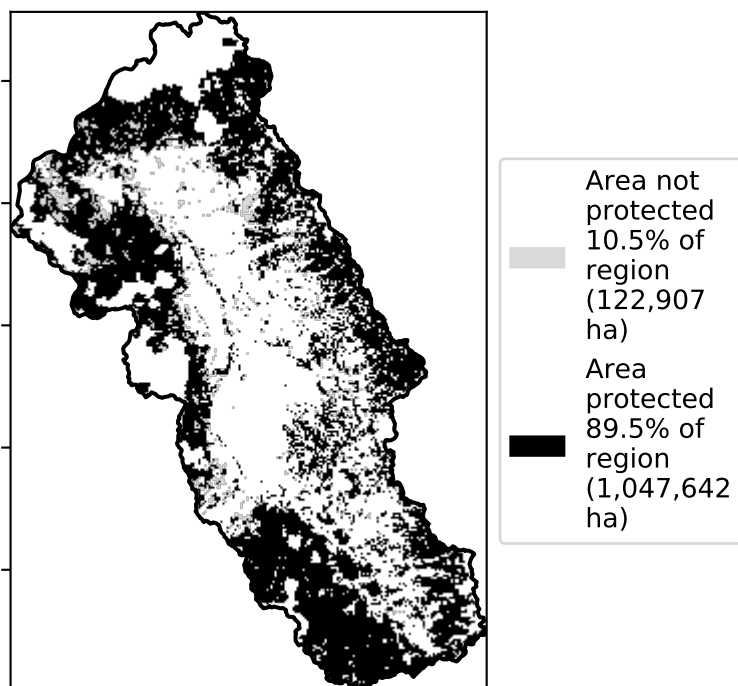 Area not
protected
10.5% of
region
(122,907
ha)
Area
protected
89.5% of
region
(1,047,642
ha)